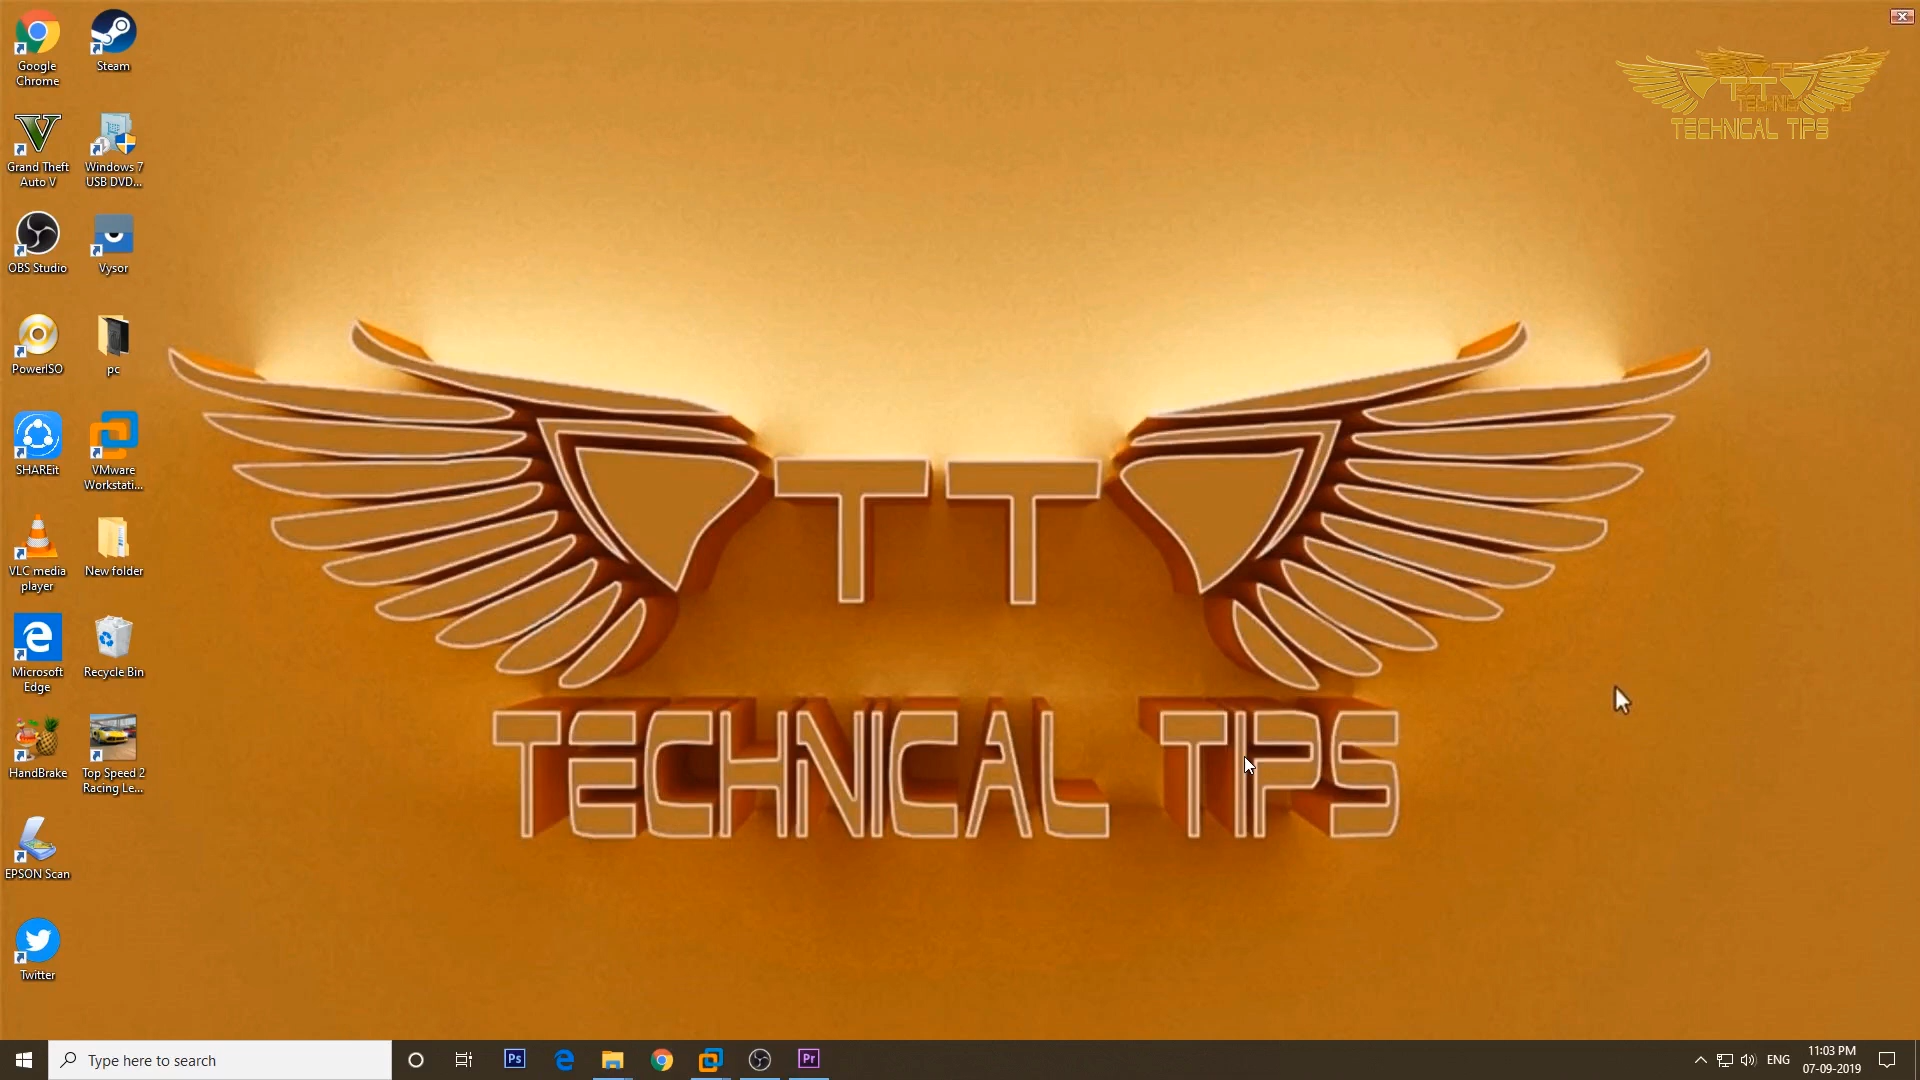 Google
Chrome
Steam
Grand Theft
Auto V
Windows 7
USB DVD...
OBS Studio
Vysor
PowerISO
pc
SHAREit
VMware
Workstati...
VLC media
player
New folder
Microsoft
Edge
Recycle Bin
HandBrake
Top Speed 2
Racing Le...
EPSON Scan
Twitter
TT
TECHNICAL TIPS
TECHNICAL TIPS
Type here to search
Ps
Pr
ENG
11:03 PM
07-09-2019